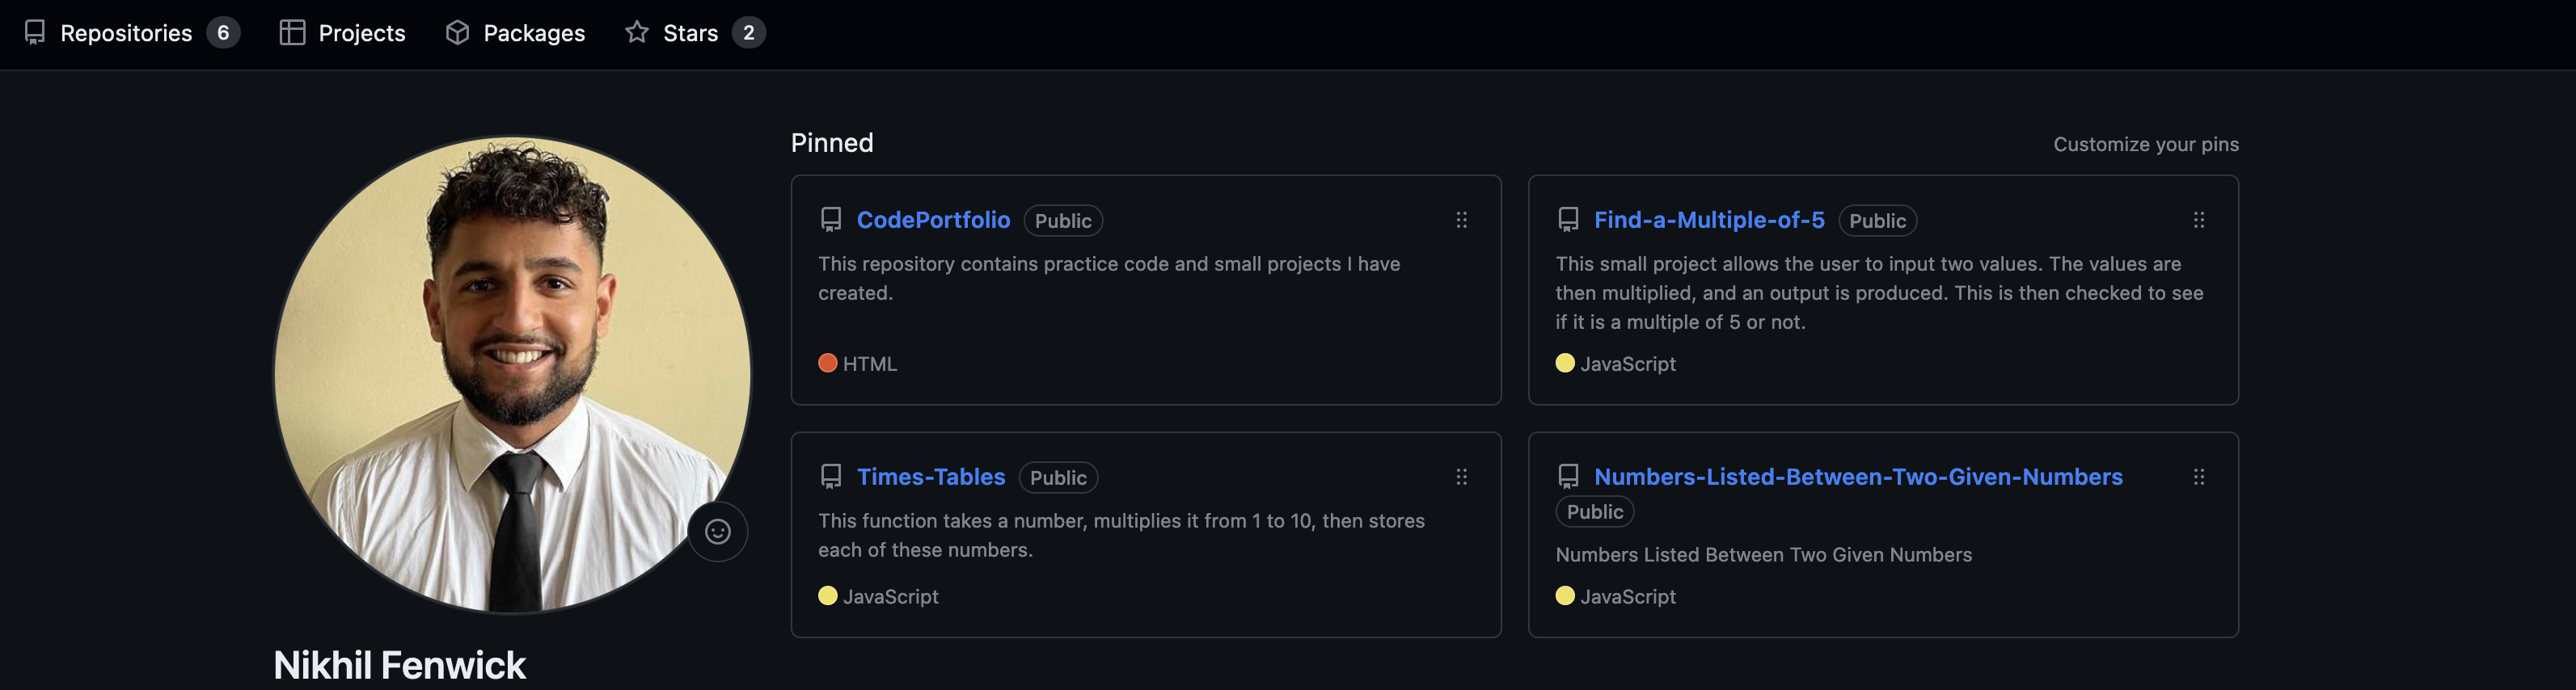 Repositories 6 Projects Packages Stars 2
Pinned
Customize your pins
CodePortfolio Public
This repository contains practice code and small projects I have
created.
HTML
Find-a-Multiple-of-5 Public
This small project allows the user to input two values. The values are
then multiplied, and an output is produced. This is then checked to see
if it is a multiple of 5 or not.
JavaScript
Times-Tables Public
This function takes a number, multiplies it from 1 to 10, then stores
each of these numbers.
JavaScript
Numbers-Listed-Between-Two-Given-Numbers
Public
Numbers Listed Between Two Given Numbers
JavaScript
Nikhil Fenwick